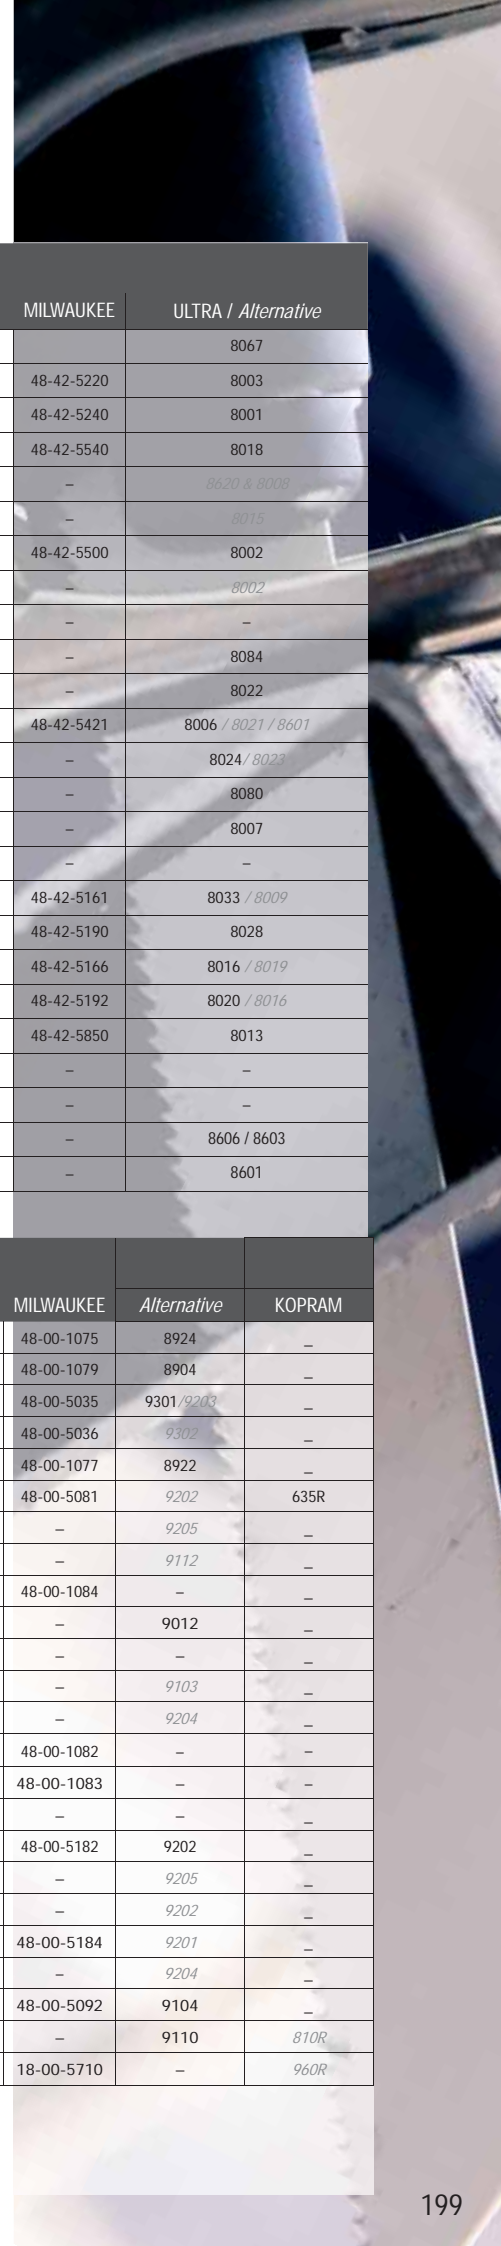 MILWAUKEE ULTRA / Alternative
8067
48-42-5220 8003
48-42-5240 8001
48-42-5540 8018
– 8620 & 8008
– 8015
48-42-5500 8002
– 8002
– –
– 8084
– 8022
48-42-5421 8006 / 8021 / 8601
– 8024 / 8023
– 8080
– 8007
– –
48-42-5161 8033 / 8009
48-42-5190 8028
48-42-5166 8016 / 8019
48-42-5192 8020 / 8016
48-42-5850 8013
– –
– –
– 8606 / 8603
– 8601
MILWAUKEE Alternative KOPRAM
48-00-1075 8924 _
48-00-1079 8904 _
48-00-5035 9301/9203 _
48-00-5036 9302 _
48-00-1077 8922 _
48-00-5081 9202 635R
– 9205 _
– 9112 _
48-00-1084 – _
– 9012 _
– – _
– 9103 _
– 9204 _
48-00-1082 – –
48-00-1083 – –
– – _
48-00-5182 9202 _
– 9205 _
– 9202 _
48-00-5184 9201 _
– 9204 _
48-00-5092 9104 _
– 9110 810R
18-00-5710 – 960R
199